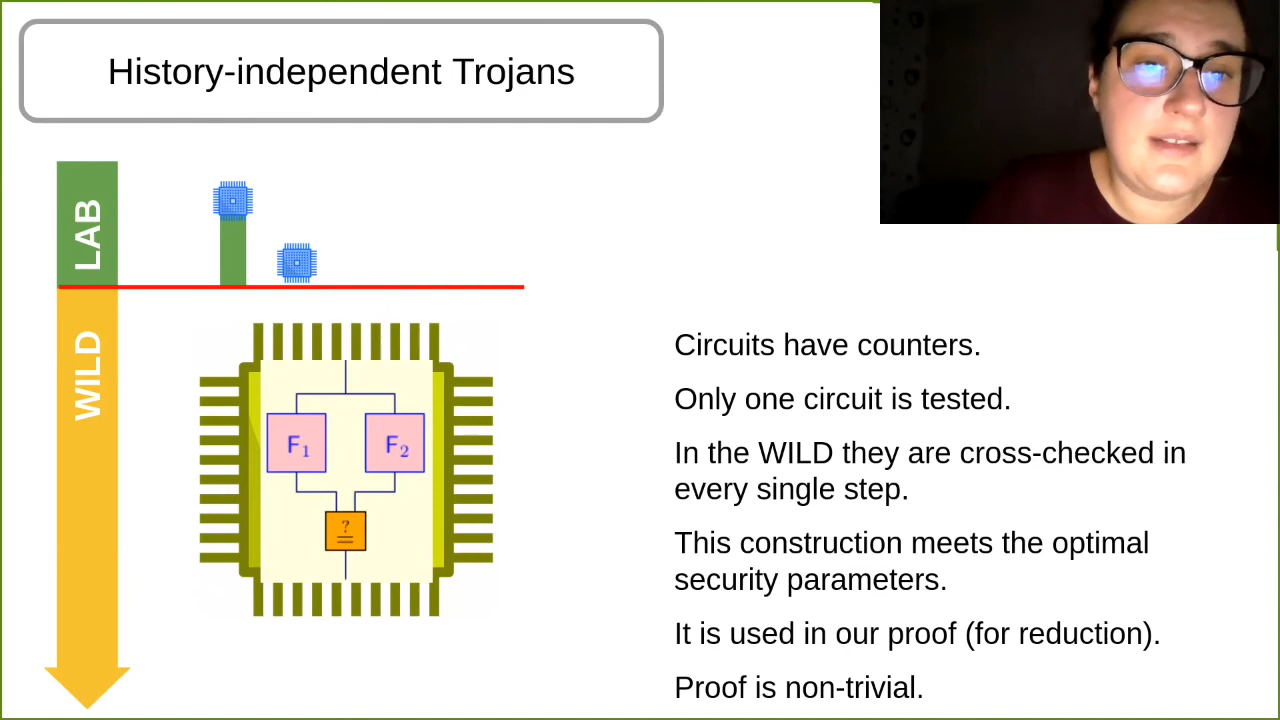 History-independent Trojans
LAB
WILD
F1
F2
?
=
Circuits have counters.
Only one circuit is tested.
In the WILD they are cross-checked in
every single step.
This construction meets the optimal
security parameters.
It is used in our proof (for reduction).
Proof is non-trivial.